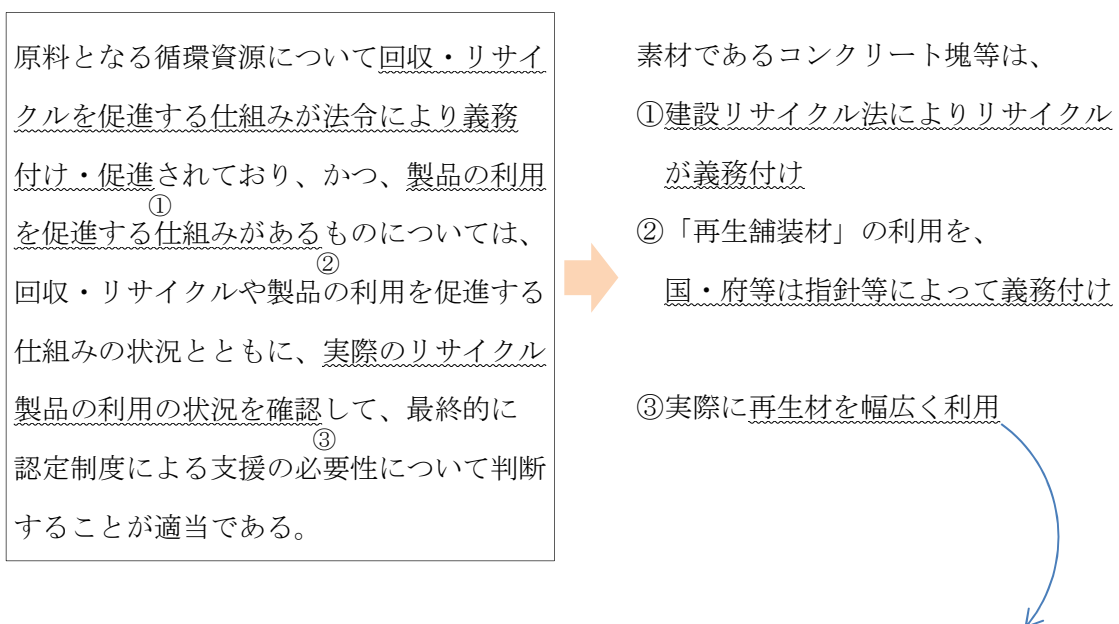 原料となる循環資源について回収・リサイ
クルを促進する仕組みが法令により義務
付け・促進されており、かつ、製品の利用
①
を促進する仕組みがあるものについては、
②
回収・リサイクルや製品の利用を促進する
仕組みの状況とともに、実際のリサイクル
製品の利用の状況を確認して、最終的に
③
認定制度による支援の必要性について判断
することが適当である。
素材であるコンクリート塊等は、
①建設リサイクル法によりリサイクル
が義務付け
②「再生舗装材」の利用を、
国・府等は指針等によって義務付け
③実際に再生材を幅広く利用